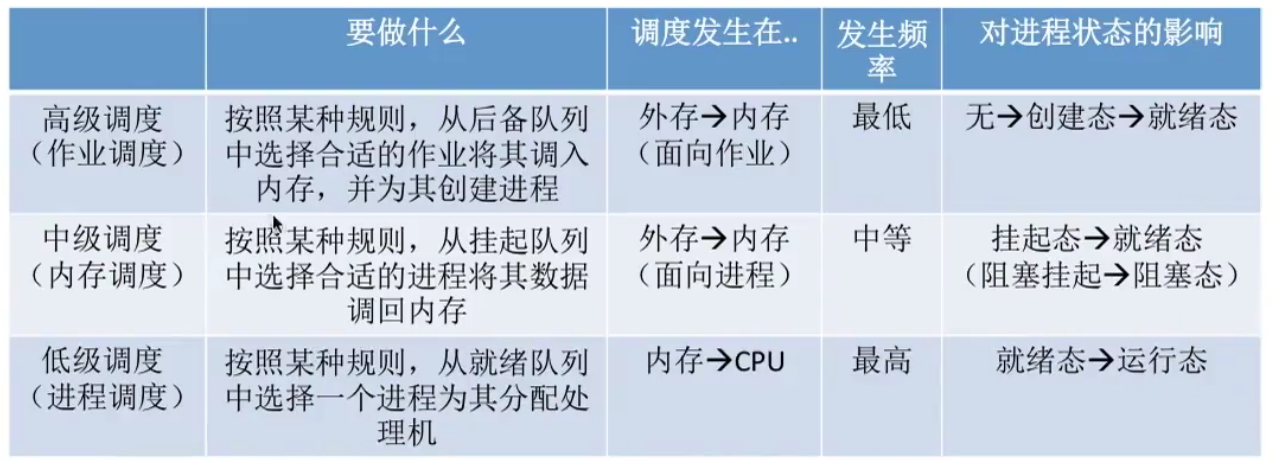 要做什么
调度发生在..
发生频
率
对进程状态的影响
高级调度
（作业调度）
按照某种规则，从后备队列
中选择合适的作业将其调入
内存，并为其创建进程
外存→内存
（面向作业）
最低
无→创建态→就绪态
中级调度
（内存调度）
按照某种规则，从挂起队列
中选择合适的进程将其数据
调回内存
外存→内存
（面向进程）
中等
挂起态→就绪态
（阻塞挂起→阻塞态）
低级调度
（进程调度）
按照某种规则，从就绪队列
中选择一个进程为其分配处
理机
内存→CPU
最高
就绪态→运行态